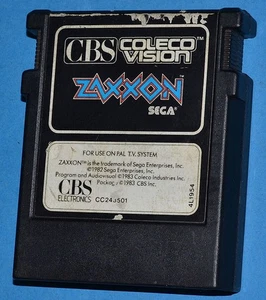 CBS COLECO VISION
ZAXXON
SEGA
FOR USE ON PAL T.V. SYSTEM
ZAXXON™ is the trademark of Sega Enterprises, Inc.
©1982 Sega Enterprises, Inc.
Program and Audiovisual ©1983 Coleco Industries Inc.
©1983 CBS Inc.
CBS
ELECTRONICS
4L1954